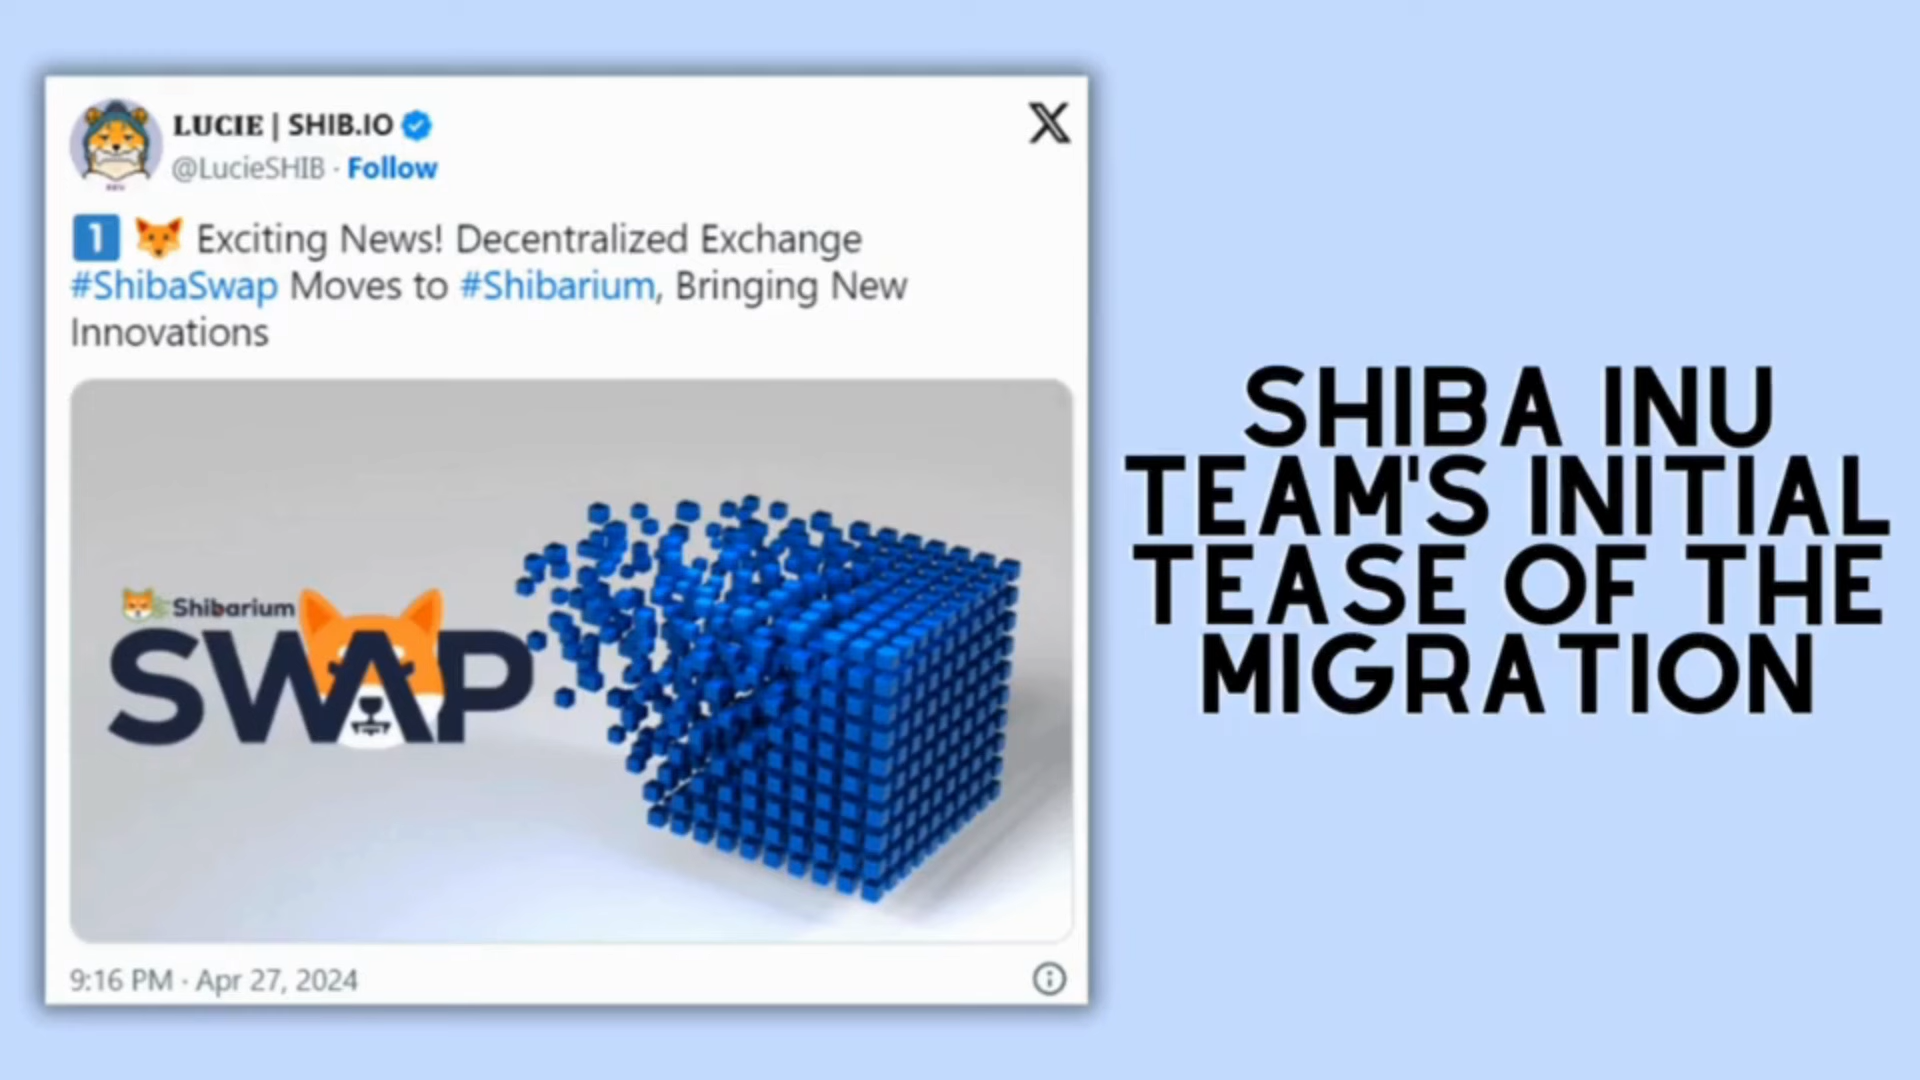 LUCIE | SHIB.IO
@LucieSHIB · Follow
1 🦊 Exciting News! Decentralized Exchange
#ShibaSwap Moves to #Shibarium, Bringing New
Innovations
Shibarium
SWAP
9:16 PM · Apr 27, 2024
SHIBA INU
TEAM'S INITIAL
TEASE OF THE
MIGRATION